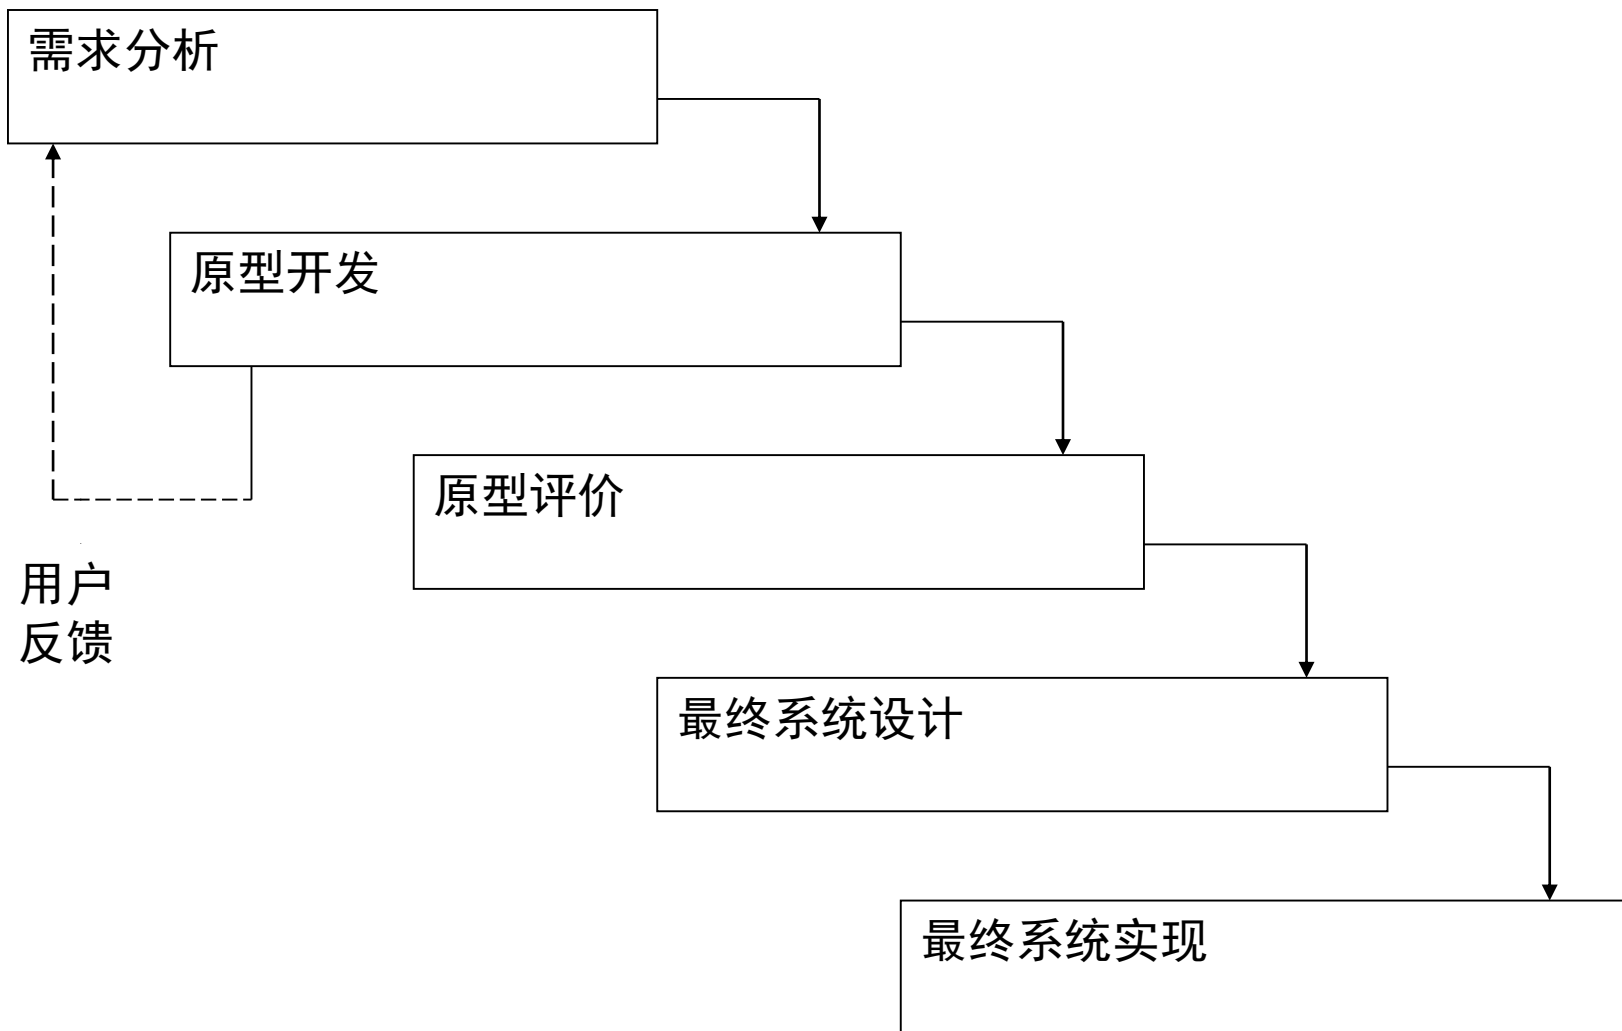 需求分析
原型开发
原型评价
用户
反馈
最终系统设计
最终系统实现